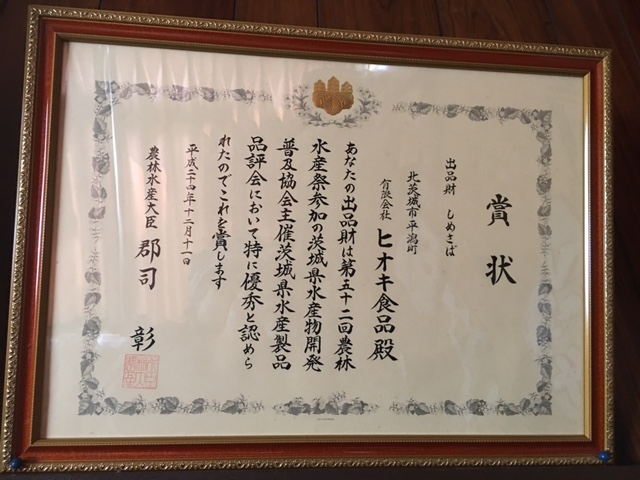 賞状
出品財 しめさば
北茨城市平潟町
有限会社 ヒオキ食品殿
あなたの出品財は第五十二回農林
水産祭参加の茨城県水産物開発
普及協会主催茨城県水産製品
品評会において特に優秀と認めら
れたのでこれを賞します
平成二十四年十二月十一日
農林水産大臣 郡司 彰